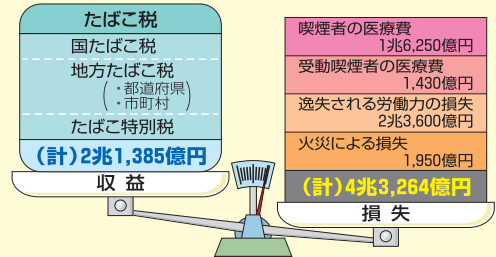 たばこ税
国たばこ税
地方たばこ税
(・都道府県
・市町村)
たばこ特別税
(計)2兆1,385億円
収益
喫煙者の医療費
1兆6,250億円
受動喫煙者の医療費
1,430億円
逸失される労働力の損失
2兆3,600億円
火災による損失
1,950億円
(計)4兆3,264億円
損失